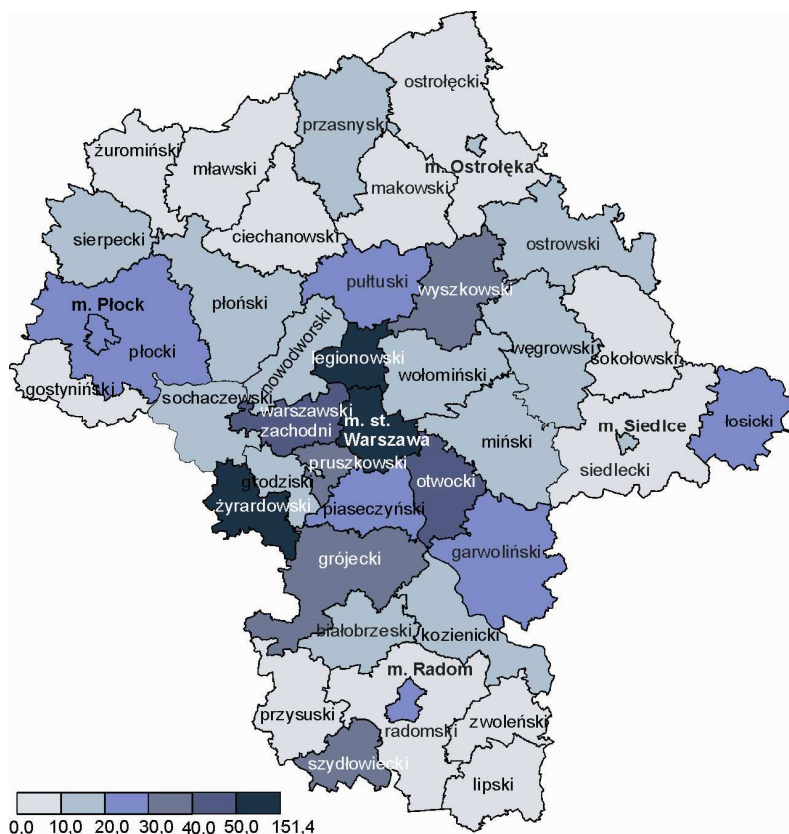 ostrołęcki
przasnyski
żuromiński
mławski
m. Ostrołęka
makowski
ciechanowski
sierpecki
ostrowski
pułtuski
wyszkowski
płoński
m. Płock
płocki
nowodworski
legionowski
węgrowski
sokołowski
wołomiński
gostyniński
sochaczewski
warszawski
zachodni
m. st.
Warszawa
m. Siedlce
łosicki
miński
siedlecki
pruszkowski
grodziski
otwocki
żyrardowski
piaseczyński
garwoliński
grójecki
białobrzeski
kozienicki
m. Radom
przysuski
zwoleński
radomski
szydłowiecki
lipski
0,0 10,0 20,0 30,0 40,0 50,0 151,4